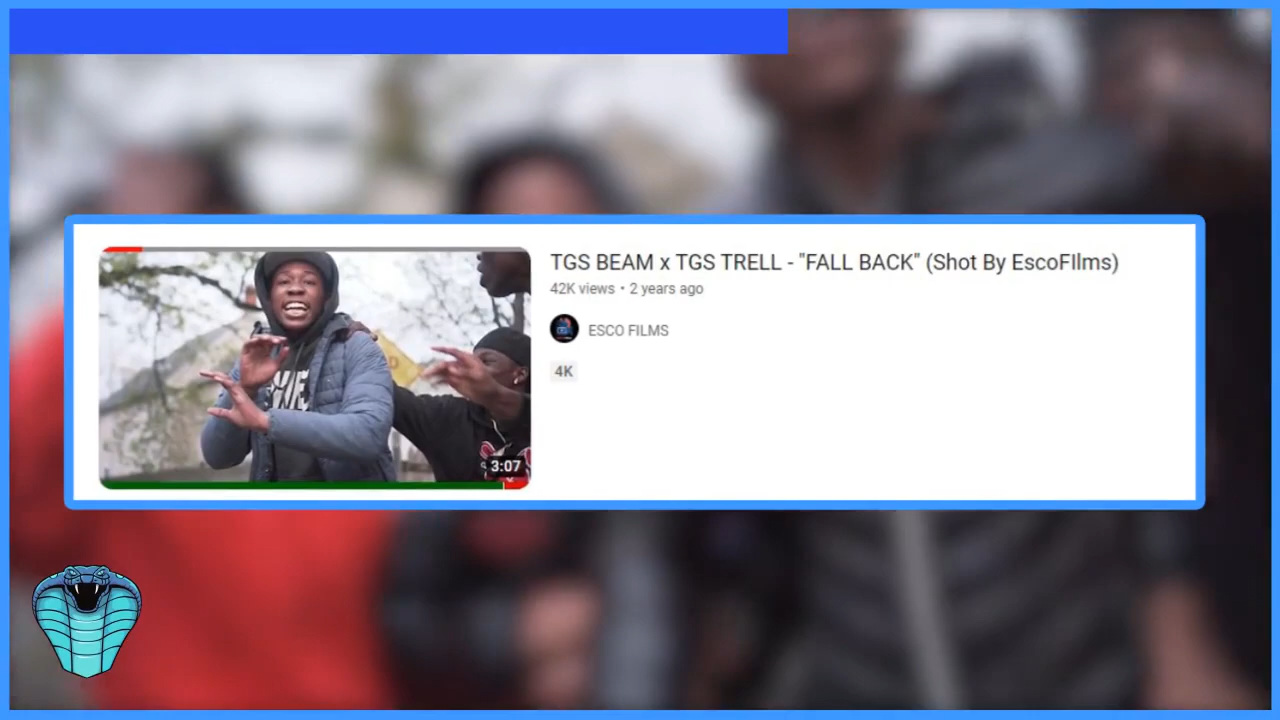 TGS BEAM x TGS TRELL - "FALL BACK" (Shot By EscoFIlms)
42K views • 2 years ago
ESCO FILMS
4K
3:07